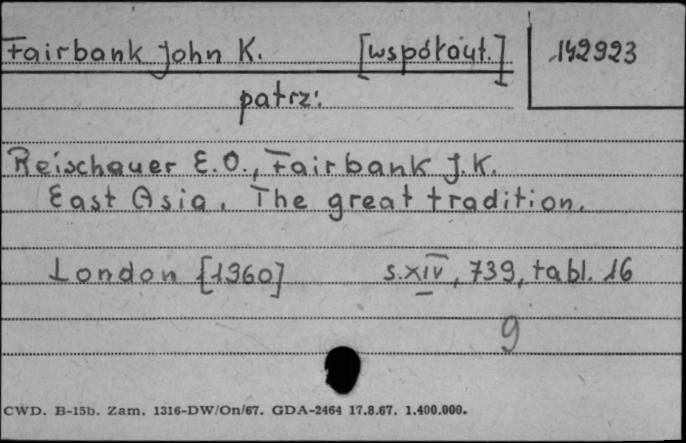 Fairbank John K. [współaut.] 142923
patrz:
Reischauer E.O., Fairbank J.K.
East Asia. The great tradition.
London [1960] s. XIV, 739, tabl. 16
9
CWD. B-15b. Zam. 1316-DW/On/67. GDA-2464 17.8.67. 1.400.000.